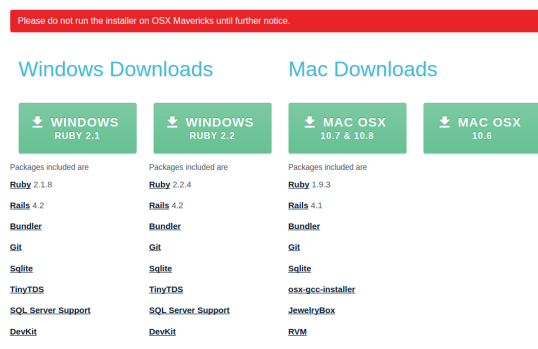 Please do not run the installer on OSX Mavericks until further notice.
Windows Downloads
Mac Downloads
WINDOWS
RUBY 2.1
WINDOWS
RUBY 2.2
MAC OSX
10.7 & 10.8
MAC OSX
10.6
Packages included are
Ruby 2.1.8
Rails 4.2
Bundler
Git
Sqlite
TinyTDS
SQL Server Support
DevKit
Packages included are
Ruby 2.2.4
Rails 4.2
Bundler
Git
Sqlite
TinyTDS
SQL Server Support
DevKit
Packages included are
Ruby 1.9.3
Rails 4.1
Bundler
Git
Sqlite
osx-gcc-installer
JewelryBox
RVM